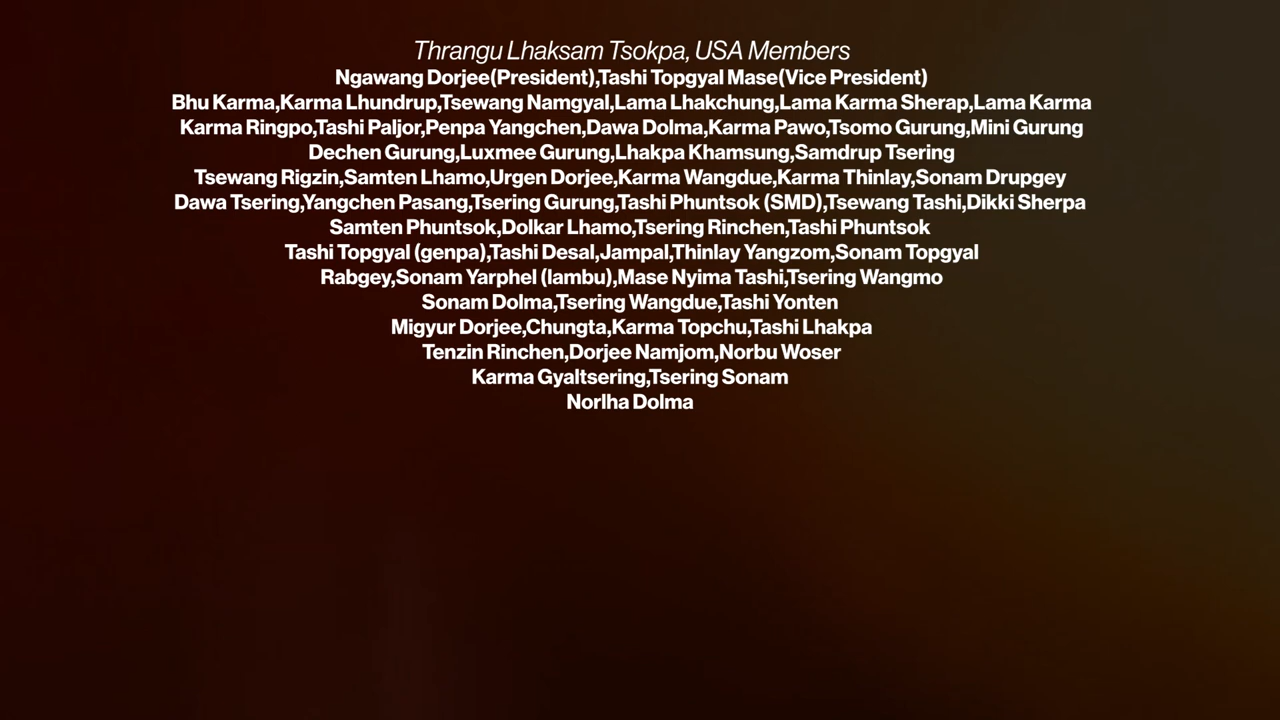 Thrangu Lhaksam Tsokpa, USA Members
Ngawang Dorjee(President),Tashi Topgyal Mase(Vice President)
Bhu Karma,Karma Lhundrup,Tsewang Namgyal,Lama Lhakchung,Lama Karma Sherap,Lama Karma
Karma Ringpo,Tashi Paljor,Penpa Yangchen,Dawa Dolma,Karma Pawo,Tsomo Gurung,Mini Gurung
Dechen Gurung,Luxmee Gurung,Lhakpa Khamsung,Samdrup Tsering
Tsewang Rigzin,Samten Lhamo,Urgen Dorjee,Karma Wangdue,Karma Thinlay,Sonam Drupgey
Dawa Tsering,Yangchen Pasang,Tsering Gurung,Tashi Phuntsok (SMD),Tsewang Tashi,Dikki Sherpa
Samten Phuntsok,Dolkar Lhamo,Tsering Rinchen,Tashi Phuntsok
Tashi Topgyal (genpa),Tashi Desal,Jampal,Thinlay Yangzom,Sonam Topgyal
Rabgey,Sonam Yarphel (lambu),Mase Nyima Tashi,Tsering Wangmo
Sonam Dolma,Tsering Wangdue,Tashi Yonten
Migyur Dorjee,Chungta,Karma Topchu,Tashi Lhakpa
Tenzin Rinchen,Dorjee Namjom,Norbu Woser
Karma Gyaltsering,Tsering Sonam
Norlha Dolma